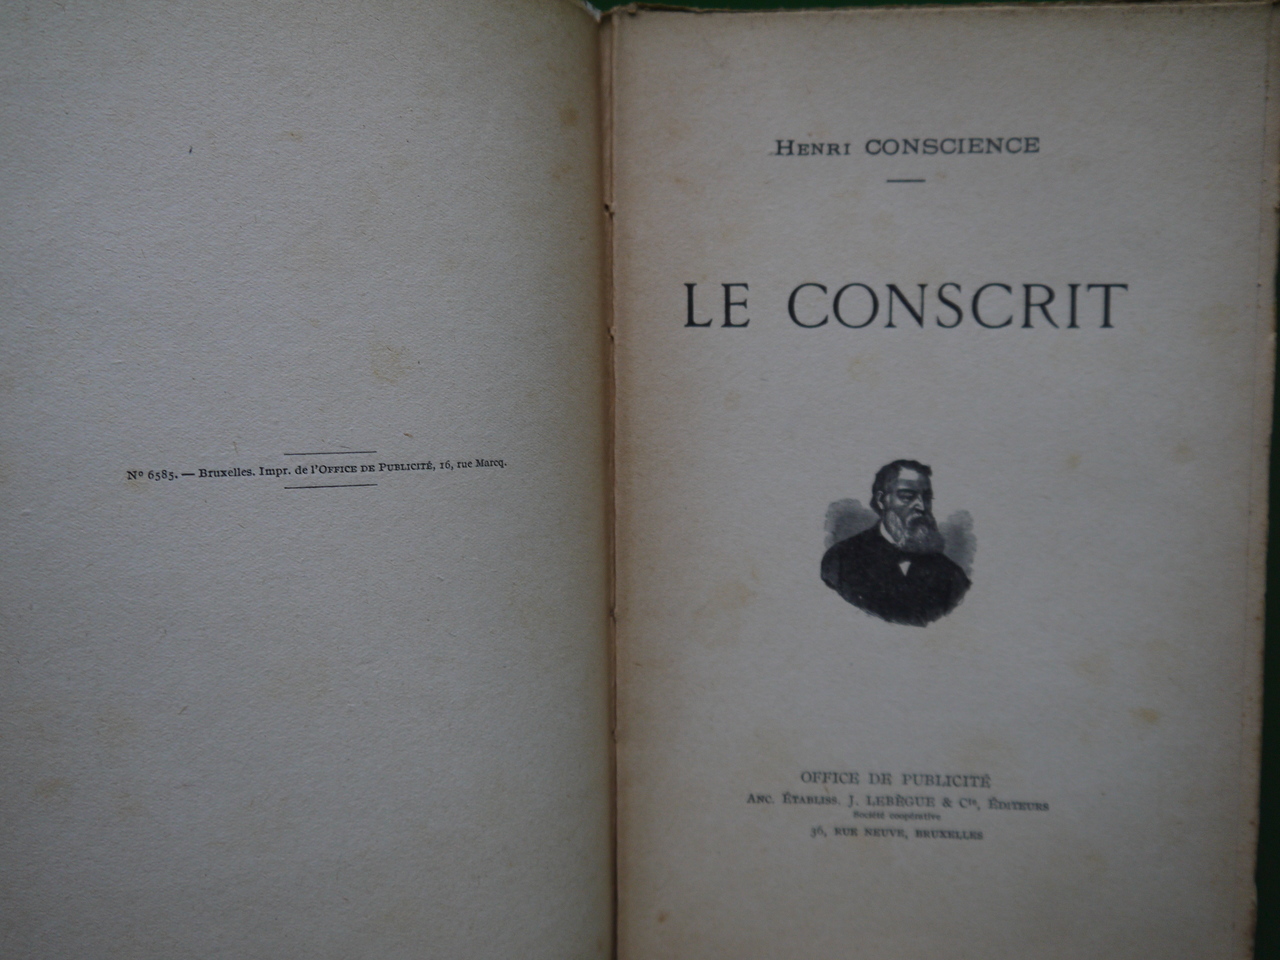 Nº 6585. — Bruxelles. Impr. de l'OFFICE DE PUBLICITÉ, 16, rue Marcq.
HENRI CONSCIENCE
LE CONSCRIT
OFFICE DE PUBLICITÉ
ANC. ÉTABLISS. J. LEBÈGUE & Cie, ÉDITEURS
Société coopérative
36, RUE NEUVE, BRUXELLES